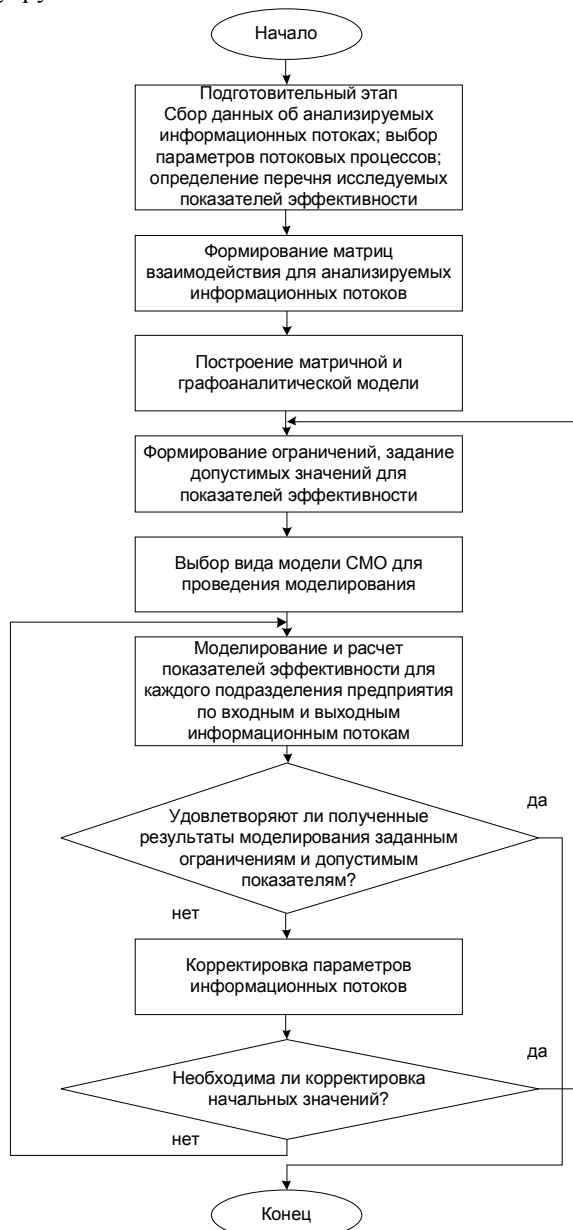 Начало
Подготовительный этап
Сбор данных об анализируемых
информационных потоках; выбор
параметров потоковых процессов;
определение перечня исследуемых
показателей эффективности
Формирование матриц
взаимодействия для анализируемых
информационных потоков
Построение матричной и
графоаналитической модели
Формирование ограничений, задание
допустимых значений для
показателей эффективности
Выбор вида модели СМО для
проведения моделирования
Моделирование и расчет
показателей эффективности для
каждого подразделения предприятия
по входным и выходным
информационным потокам
да
Удовлетворяют ли полученные
результаты моделирования заданным
ограничениям и допустимым
показателям?
нет
Корректировка параметров
информационных потоков
да
Необходима ли корректировка
начальных значений?
нет
Конец